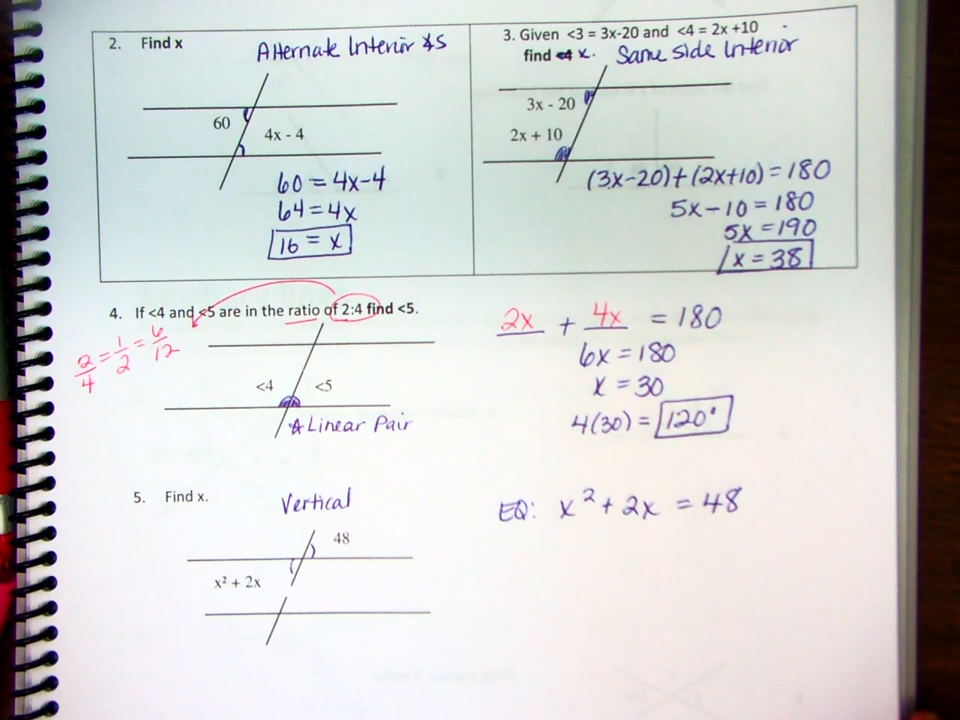 2. Find x
Alternate Interior ∡s
60
4x - 4
60 = 4x-4
64 = 4x
16 = x
3. Given <3 = 3x-20 and <4 = 2x +10
find <4 x.
Same side Interior
3x - 20
2x + 10
(3x-20)+(2x+10) = 180
5x-10 = 180
5x = 190
x = 38
4. If <4 and <5 are in the ratio of 2:4 find <5.
2/4 = 1/2 = 6/12
<4 <5
∡ Linear Pair
2x + 4x = 180
6x = 180
x = 30
4(30) = 120°
5. Find x.
Vertical
48
x² + 2x
EQ: x² + 2x = 48